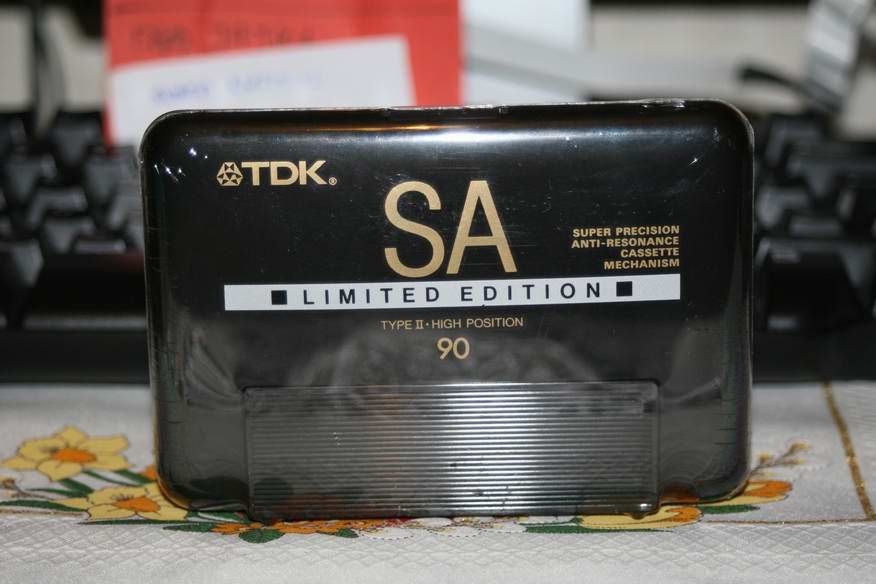 TDK®
SA
SUPER PRECISION
ANTI-RESONANCE
CASSETTE
MECHANISM
■ LIMITED EDITION ■
TYPE II · HIGH POSITION
90